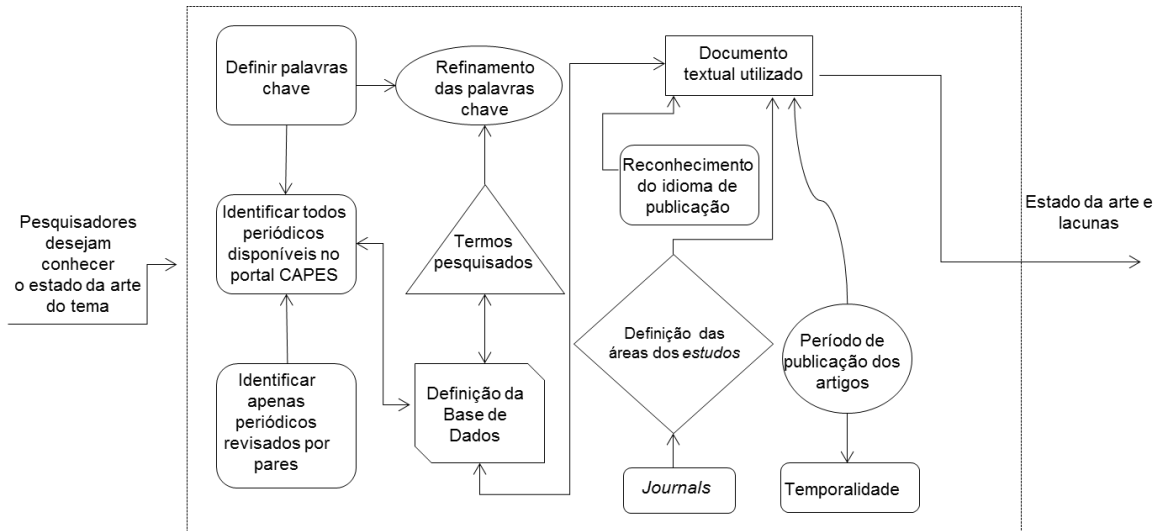 Pesquisadores
desejam
conhecer
o estado da arte
do tema
Definir palavras
chave
Refinamento
das palavras
chave
Identificar todos
periódicos
disponíveis no
portal CAPES
Termos
pesquisados
Identificar
apenas
periódicos
revisados por
pares
Definição da
Base de
Dados
Documento
textual utilizado
Reconhecimento
do idioma de
publicação
Definição das
áreas dos estudos
Período de
publicação dos
artigos
Journals
Temporalidade
Estado da arte e
lacunas